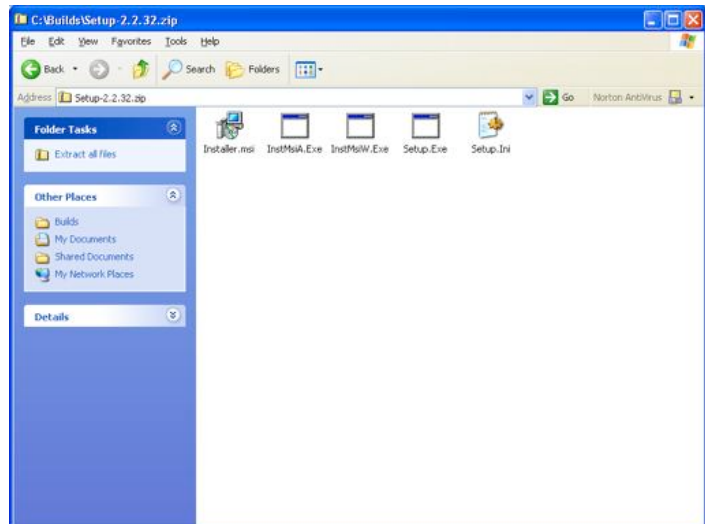 C:\Builds\Setup-2.2.32.zip
File Edit View Favorites Tools Help
Back Search Folders
Address Setup-2.2.32.zip Go Norton AntiVirus
Folder Tasks
Extract all files
Other Places
Builds
My Documents
Shared Documents
My Network Places
Details
Installer.msi InstMsiA.Exe InstMsiW.Exe Setup.Exe Setup.Ini